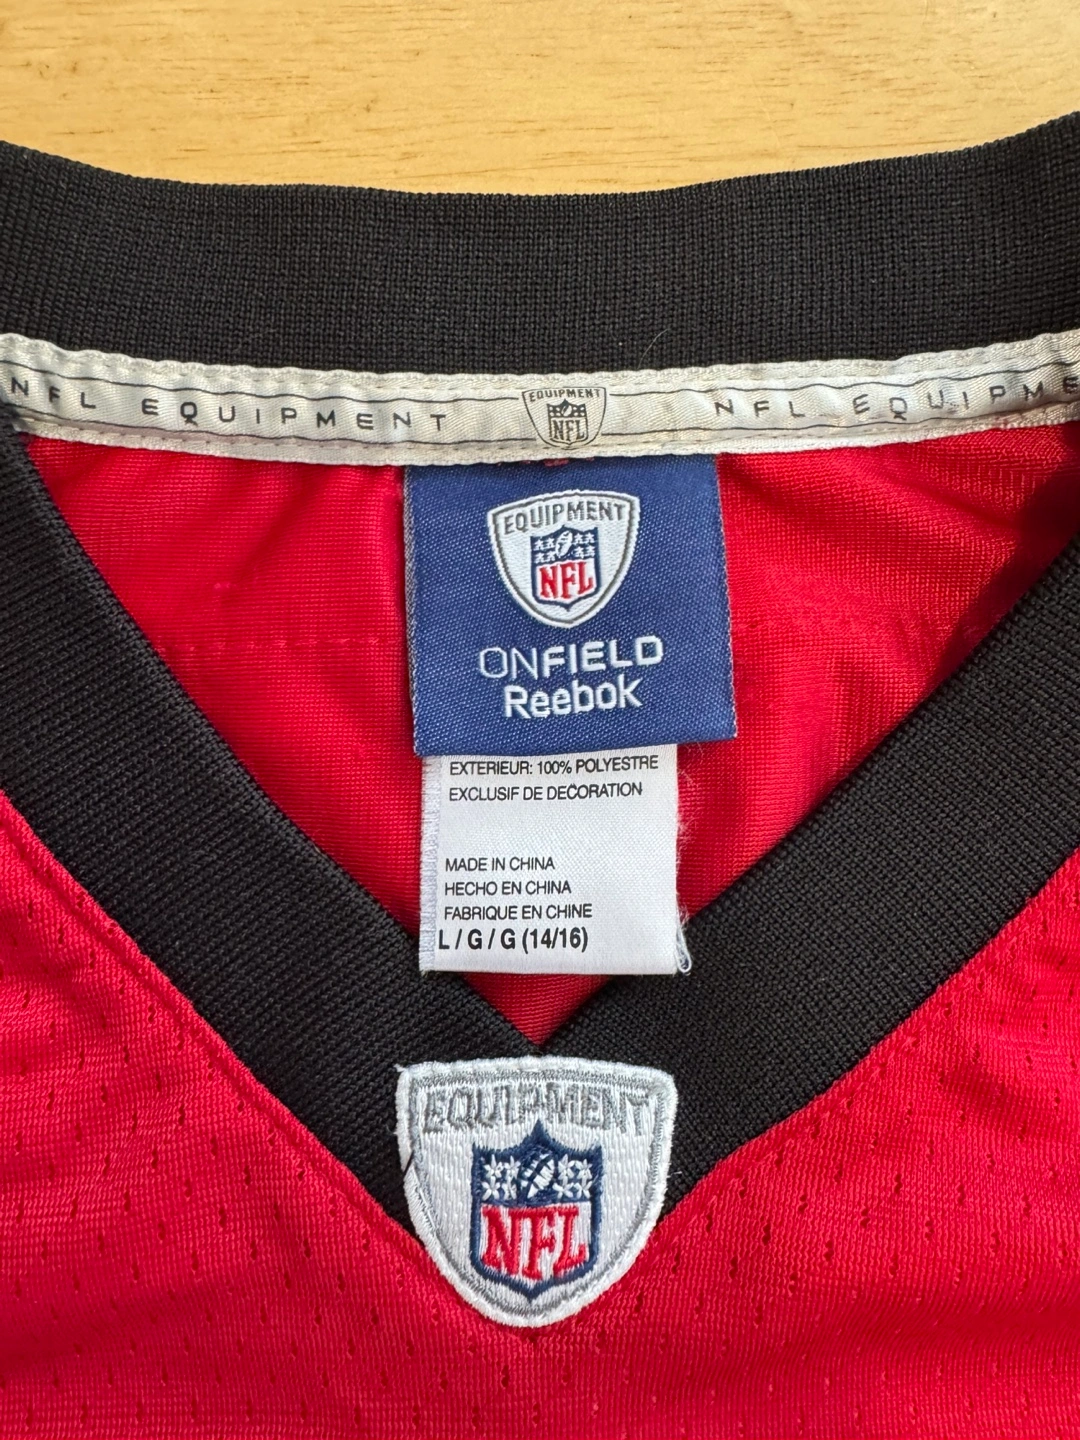 NFL EQUIPMENT
EQUIPMENT
NFL
NFL EQUIPME
EQUIPMENT
NFL
ONFIELD
Reebok
EXTERIEUR: 100% POLYESTRE
EXCLUSIF DE DECORATION
MADE IN CHINA
HECHO EN CHINA
FABRIQUE EN CHINE
L / G / G (14/16)
EQUIPMENT
NFL